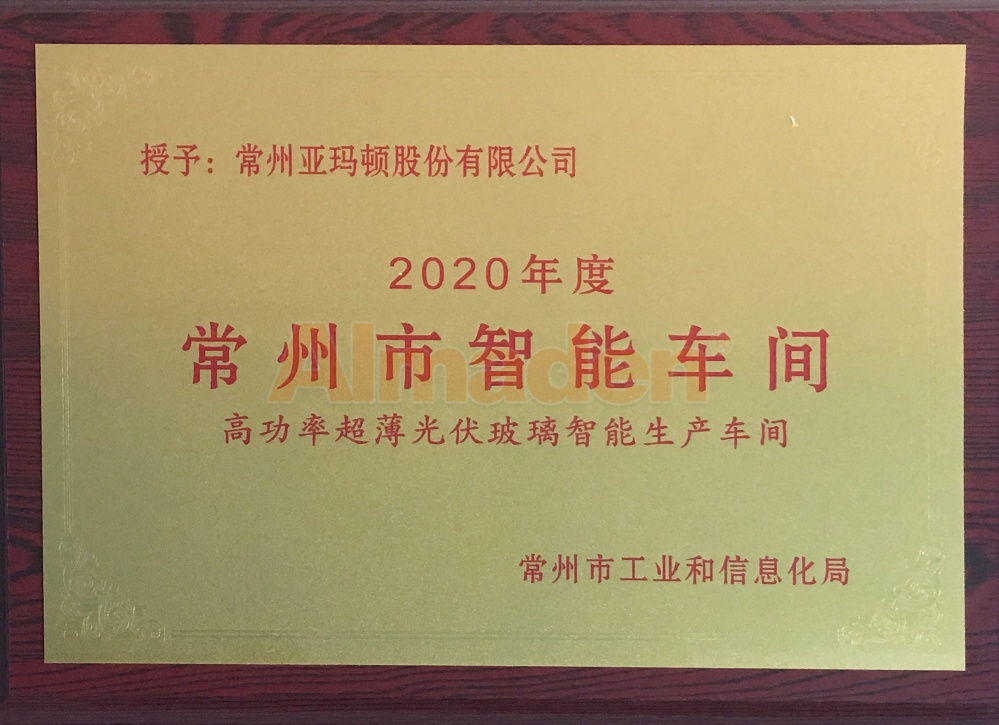 授予：常州亚玛顿股份有限公司
2020年度
常州市智能车间
Almaden
高功率超薄光伏玻璃智能生产车间
常州市工业和信息化局